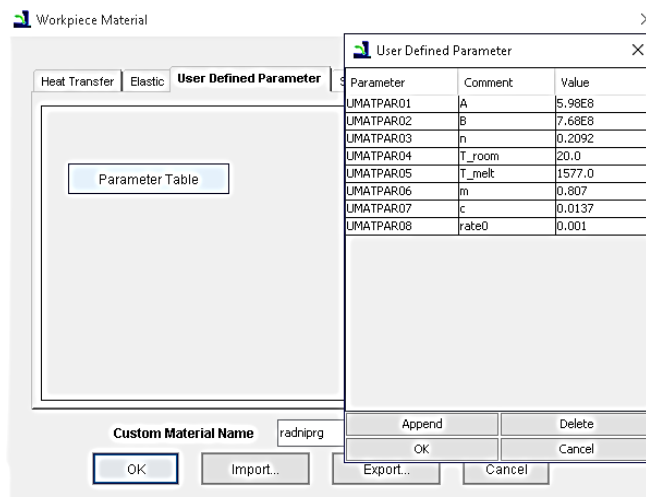 Workpiece Material
User Defined Parameter
Heat Transfer Elastic User Defined Parameter S
Parameter Comment Value
UMATPAR01 A 5.98E8
UMATPAR02 B 7.68E8
UMATPAR03 n 0.2092
UMATPAR04 T_room 20.0
UMATPAR05 T_melt 1577.0
UMATPAR06 m 0.807
UMATPAR07 c 0.0137
UMATPAR08 rate0 0.001
Parameter Table
Append Delete
OK Cancel
Custom Material Name radniprg
OK Import... Export... Cancel